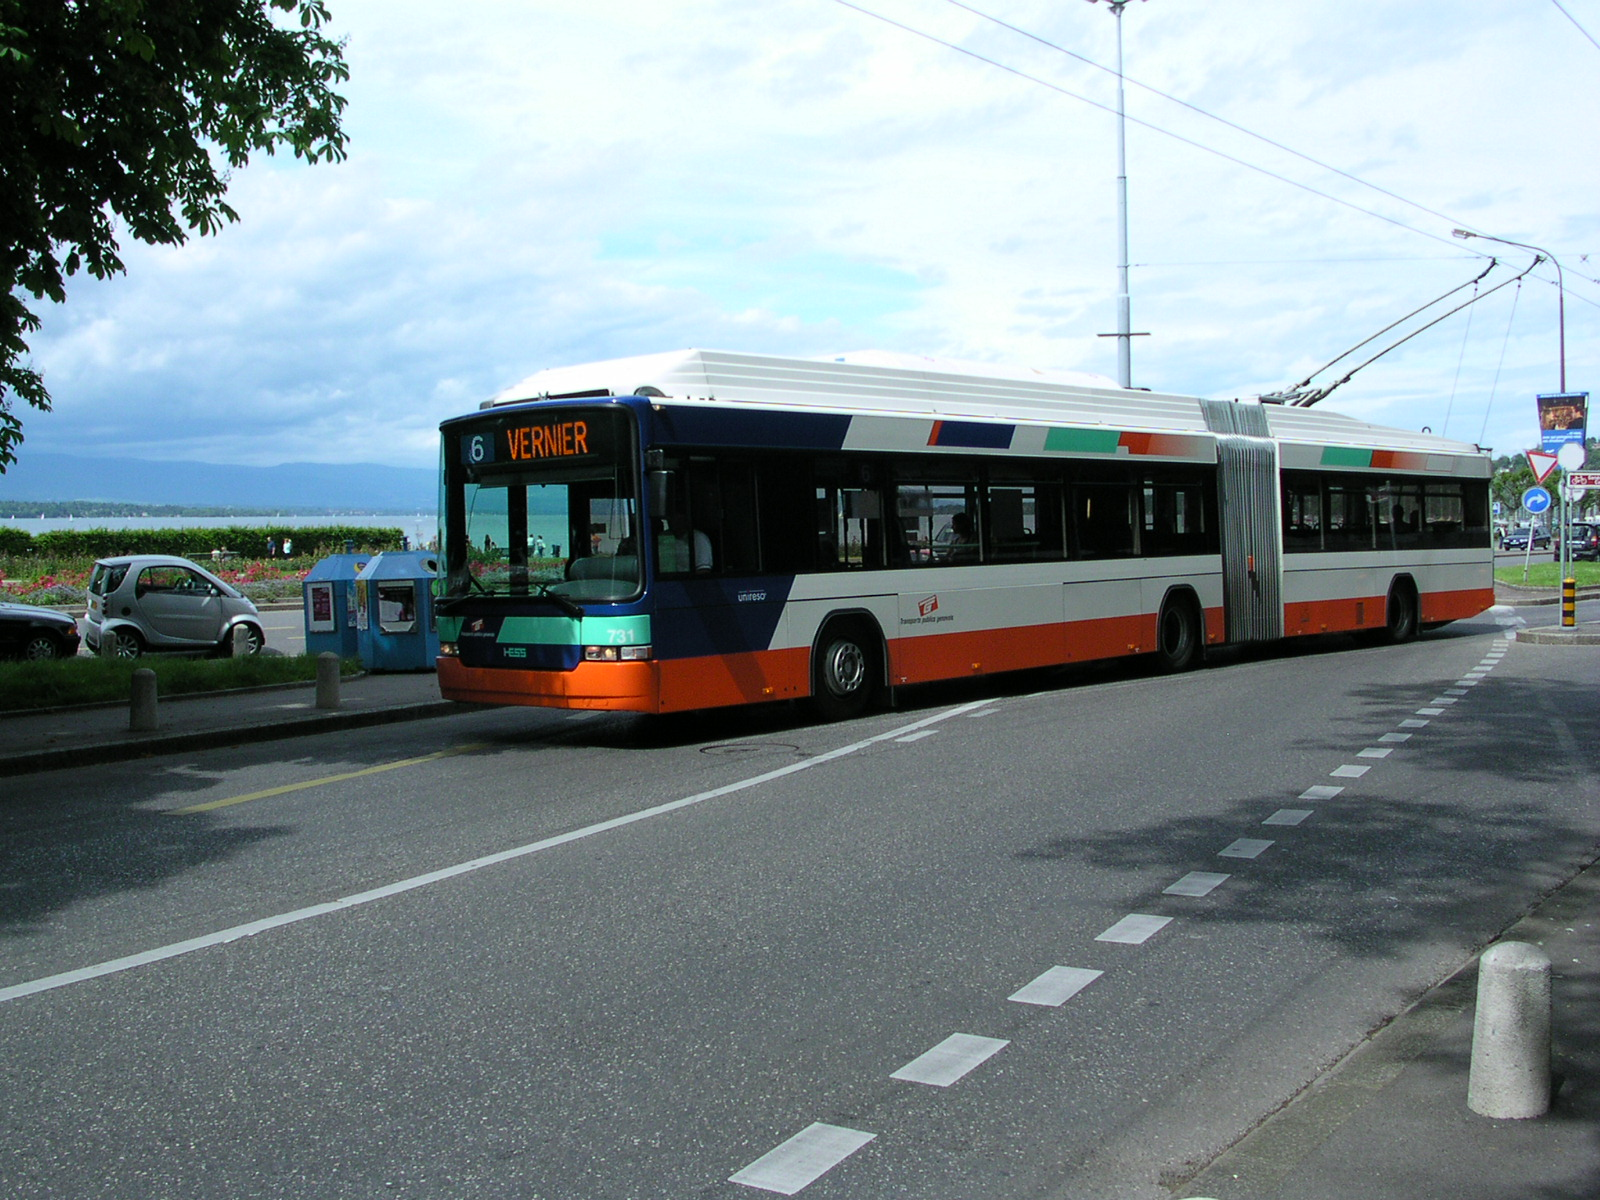 6 VERNIER
unireso
Transports publics genevois
731
HESS